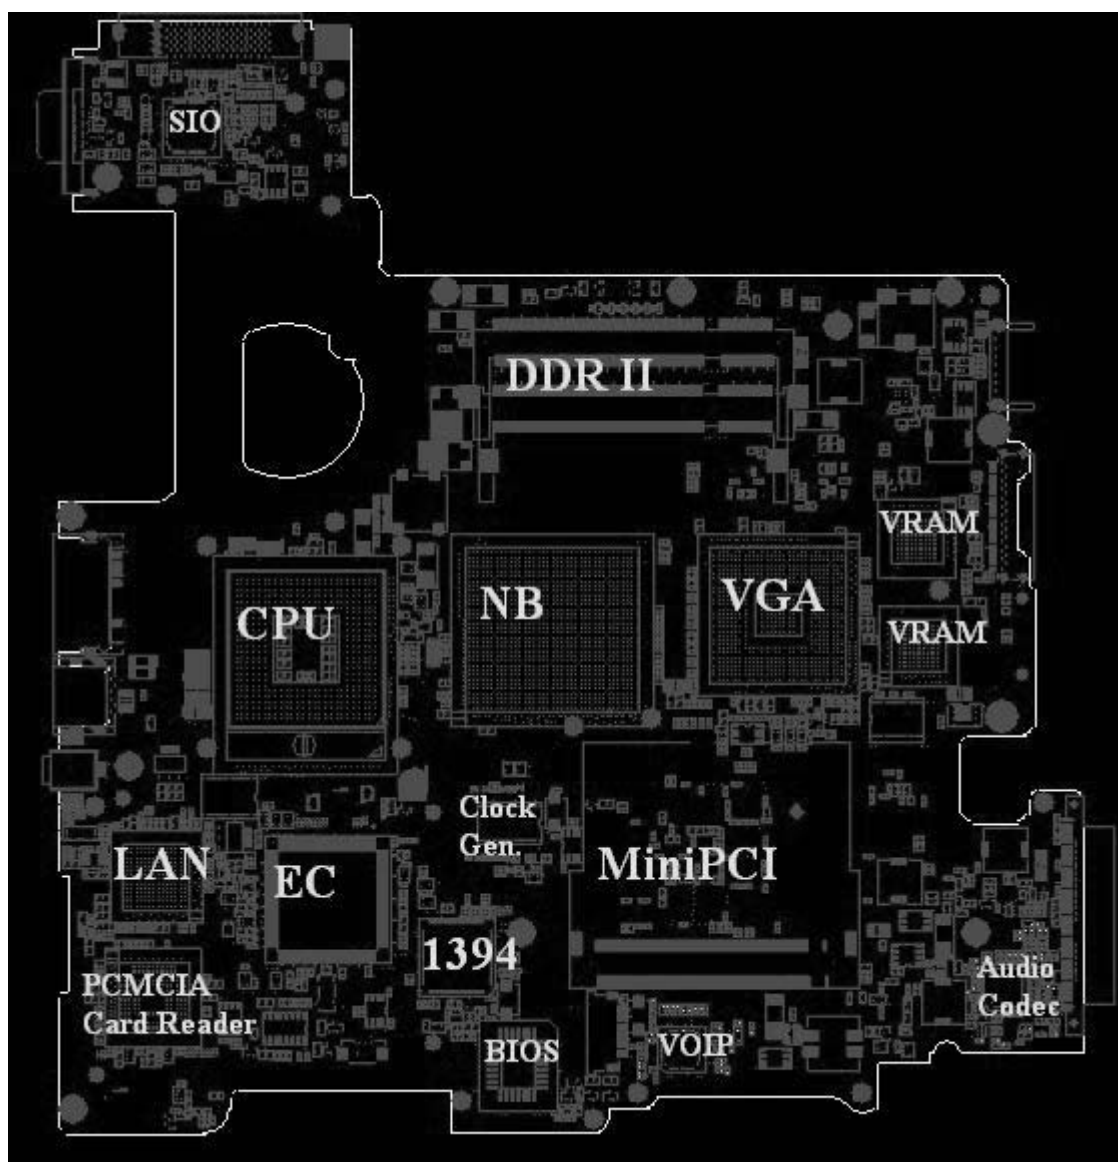 SIO
DDR II
VRAM
CPU
NB
VGA
VRAM
Clock
Gen.
LAN
EC
MiniPCI
1394
PCMCIA
Card Reader
Audio
Codec
BIOS
VOIP